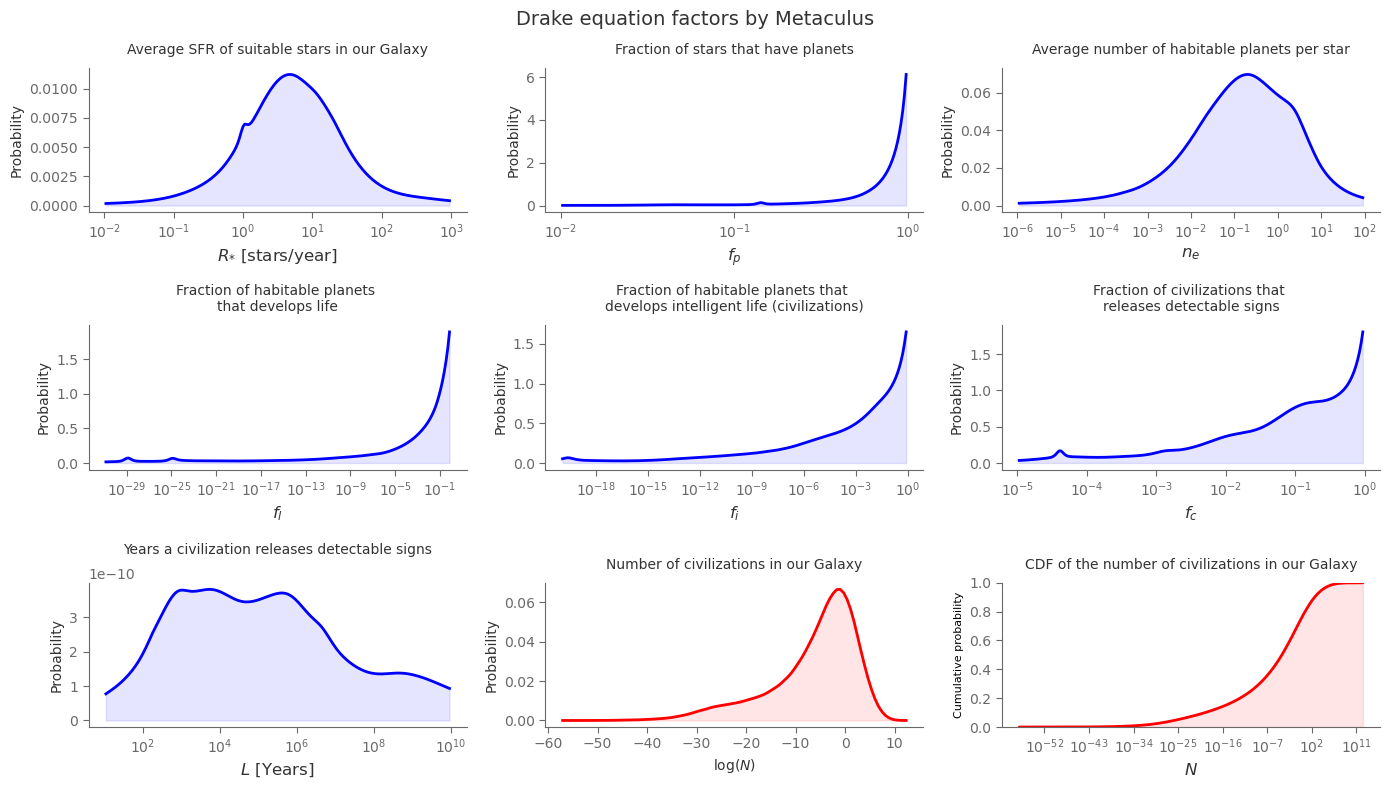 Drake equation factors by Metaculus
Average SFR of suitable stars in our Galaxy
Probability
0.0100
0.0075
0.0050
0.0025
0.0000
10⁻² 10⁻¹ 10⁰ 10¹ 10² 10³
R* [stars/year]
Fraction of stars that have planets
Probability
6
4
2
0
10⁻² 10⁻¹ 10⁰
fₚ
Average number of habitable planets per star
Probability
0.06
0.04
0.02
0.00
10⁻⁶ 10⁻⁵ 10⁻⁴ 10⁻³ 10⁻² 10⁻¹ 10⁰ 10¹ 10²
nₑ
Fraction of habitable planets
that develops life
Probability
1.5
1.0
0.5
0.0
10⁻²⁹ 10⁻²⁵ 10⁻²¹ 10⁻¹⁷ 10⁻¹³ 10⁻⁹ 10⁻⁵ 10⁻¹
fₗ
Fraction of habitable planets that
develops intelligent life (civilizations)
Probability
1.5
1.0
0.5
0.0
10⁻¹⁸ 10⁻¹⁵ 10⁻¹² 10⁻⁹ 10⁻⁶ 10⁻³ 10⁰
fᵢ
Fraction of civilizations that
releases detectable signs
Probability
1.5
1.0
0.5
0.0
10⁻⁵ 10⁻⁴ 10⁻³ 10⁻² 10⁻¹ 10⁰
f_c
Years a civilization releases detectable signs
1e−10
Probability
3
2
1
0
10² 10⁴ 10⁶ 10⁸ 10¹⁰
L [Years]
Number of civilizations in our Galaxy
Probability
0.06
0.04
0.02
0.00
−60 −50 −40 −30 −20 −10 0 10
log(N)
CDF of the number of civilizations in our Galaxy
Cumulative probability
1.0
0.8
0.6
0.4
0.2
0.0
10⁻⁵² 10⁻⁴³ 10⁻³⁴ 10⁻²⁵ 10⁻¹⁶ 10⁻⁷ 10² 10¹¹
N